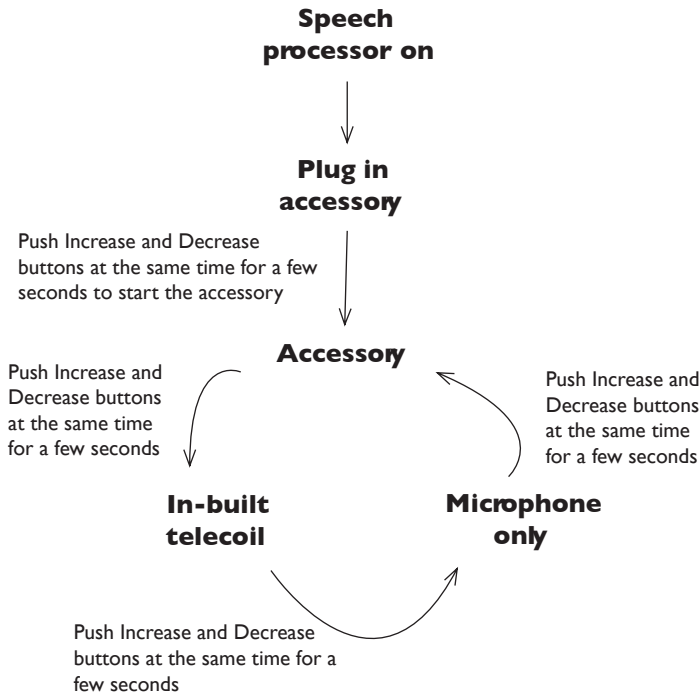 Speech
processor on
Plug in
accessory
Push Increase and Decrease
buttons at the same time for a few
seconds to start the accessory
Accessory
Push Increase and
Decrease buttons
at the same time
for a few seconds
Push Increase and
Decrease buttons
at the same time
for a few seconds
In-built
telecoil
Microphone
only
Push Increase and Decrease
buttons at the same time for a
few seconds